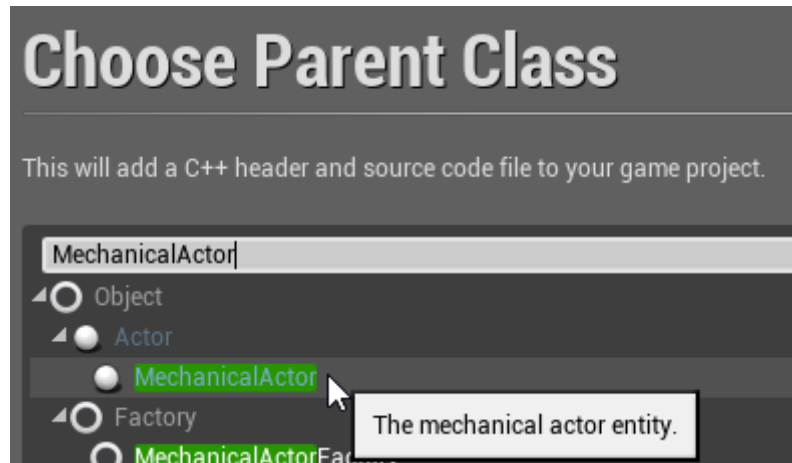 Choose Parent Class
This will add a C++ header and source code file to your game project.
MechanicalActor
Object
Actor
MechanicalActor
The mechanical actor entity.
Factory